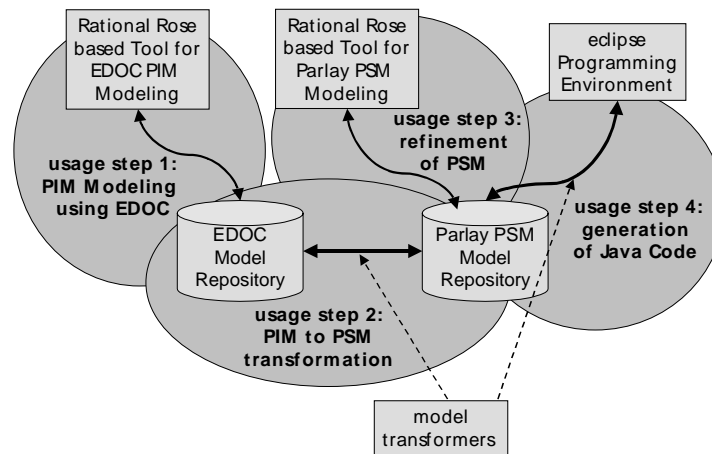 Rational Rose
based Tool for
EDOC PIM
Modeling
Rational Rose
based Tool for
Parlay PSM
Modeling
eclipse
Programming
Environment
usage step 1:
PIM Modeling
using EDOC
usage step 3:
refinement
of PSM
usage step 4:
generation
of Java Code
EDOC
Model
Repository
Parlay PSM
Model
Repository
usage step 2:
PIM to PSM
transformation
model
transformers